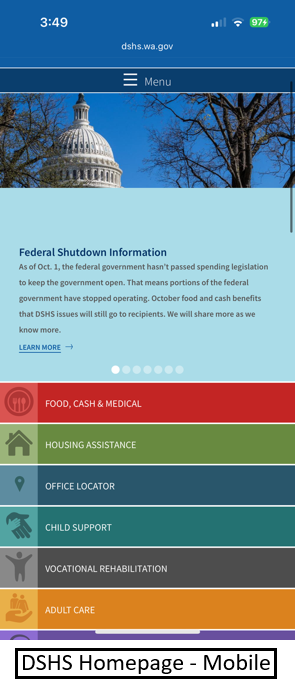 3:49
97
dshs.wa.gov
Menu
Federal Shutdown Information
As of Oct. 1, the federal government hasn't passed spending legislation
to keep the government open. That means portions of the federal
government have stopped operating. October food and cash benefits
that DSHS issues will still go to recipients. We will share more as we
know more.
LEARN MORE
FOOD, CASH & MEDICAL
HOUSING ASSISTANCE
OFFICE LOCATOR
CHILD SUPPORT
VOCATIONAL REHABILITATION
ADULT CARE
DSHS Homepage - Mobile